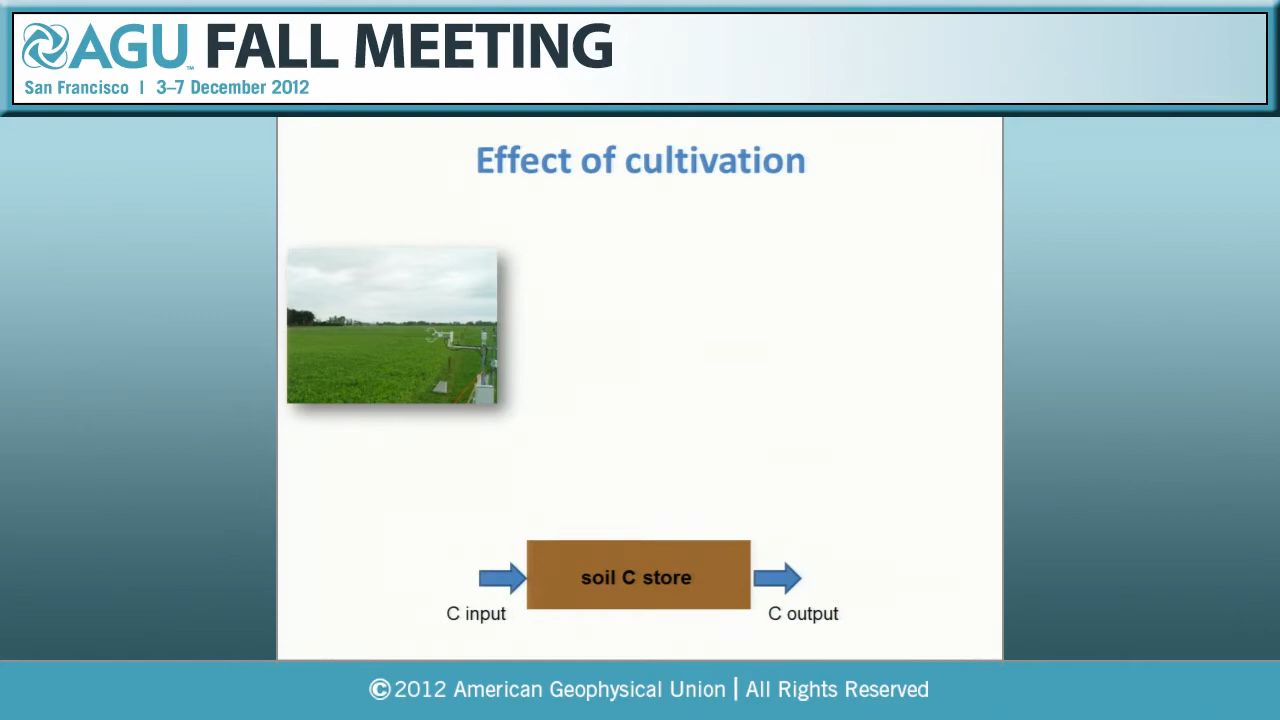 AGU™ FALL MEETING
San Francisco | 3–7 December 2012
Effect of cultivation
soil C store
C input
C output
©2012 American Geophysical Union | All Rights Reserved